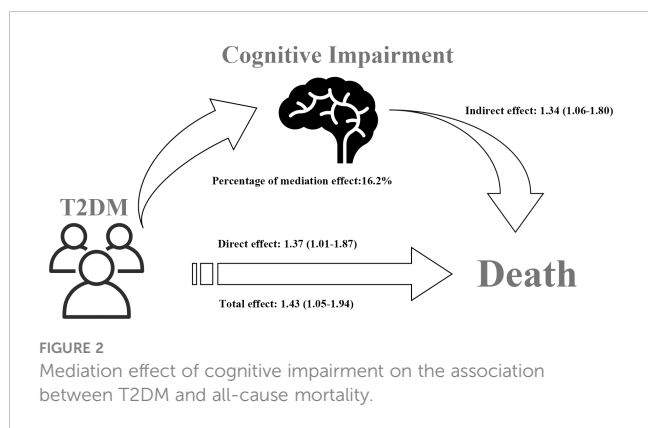 Cognitive Impairment
Indirect effect: 1.34 (1.06-1.80)
Percentage of mediation effect:16.2%
T2DM
Direct effect: 1.37 (1.01-1.87)
Death
Total effect: 1.43 (1.05-1.94)
FIGURE 2
Mediation effect of cognitive impairment on the association
between T2DM and all-cause mortality.